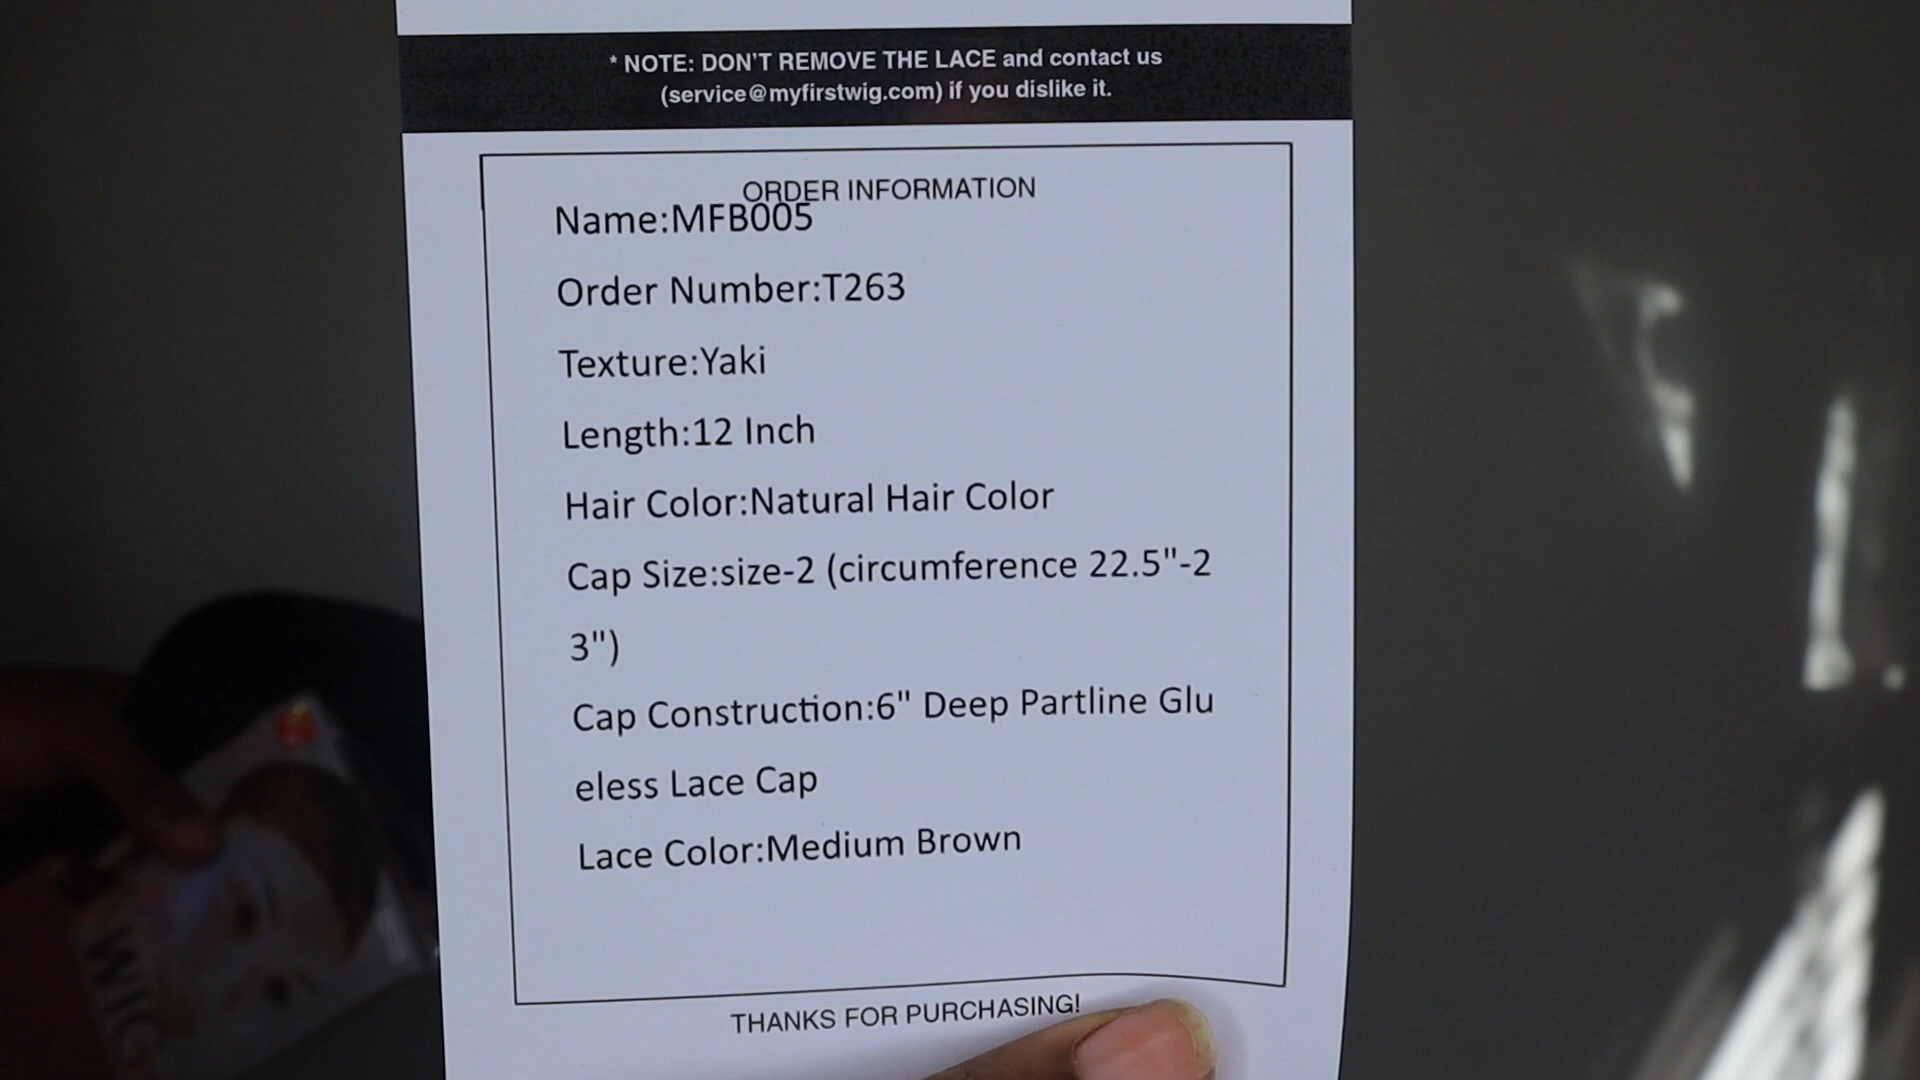 * NOTE: DON'T REMOVE THE LACE and contact us
(service@myfirstwig.com) if you dislike it.
ORDER INFORMATION
Name:MFB005
Order Number:T263
Texture:Yaki
Length:12 Inch
Hair Color:Natural Hair Color
Cap Size:size-2 (circumference 22.5"-2
3")
Cap Construction:6" Deep Partline Glu
eless Lace Cap
Lace Color:Medium Brown
THANKS FOR PURCHASING!
WIG